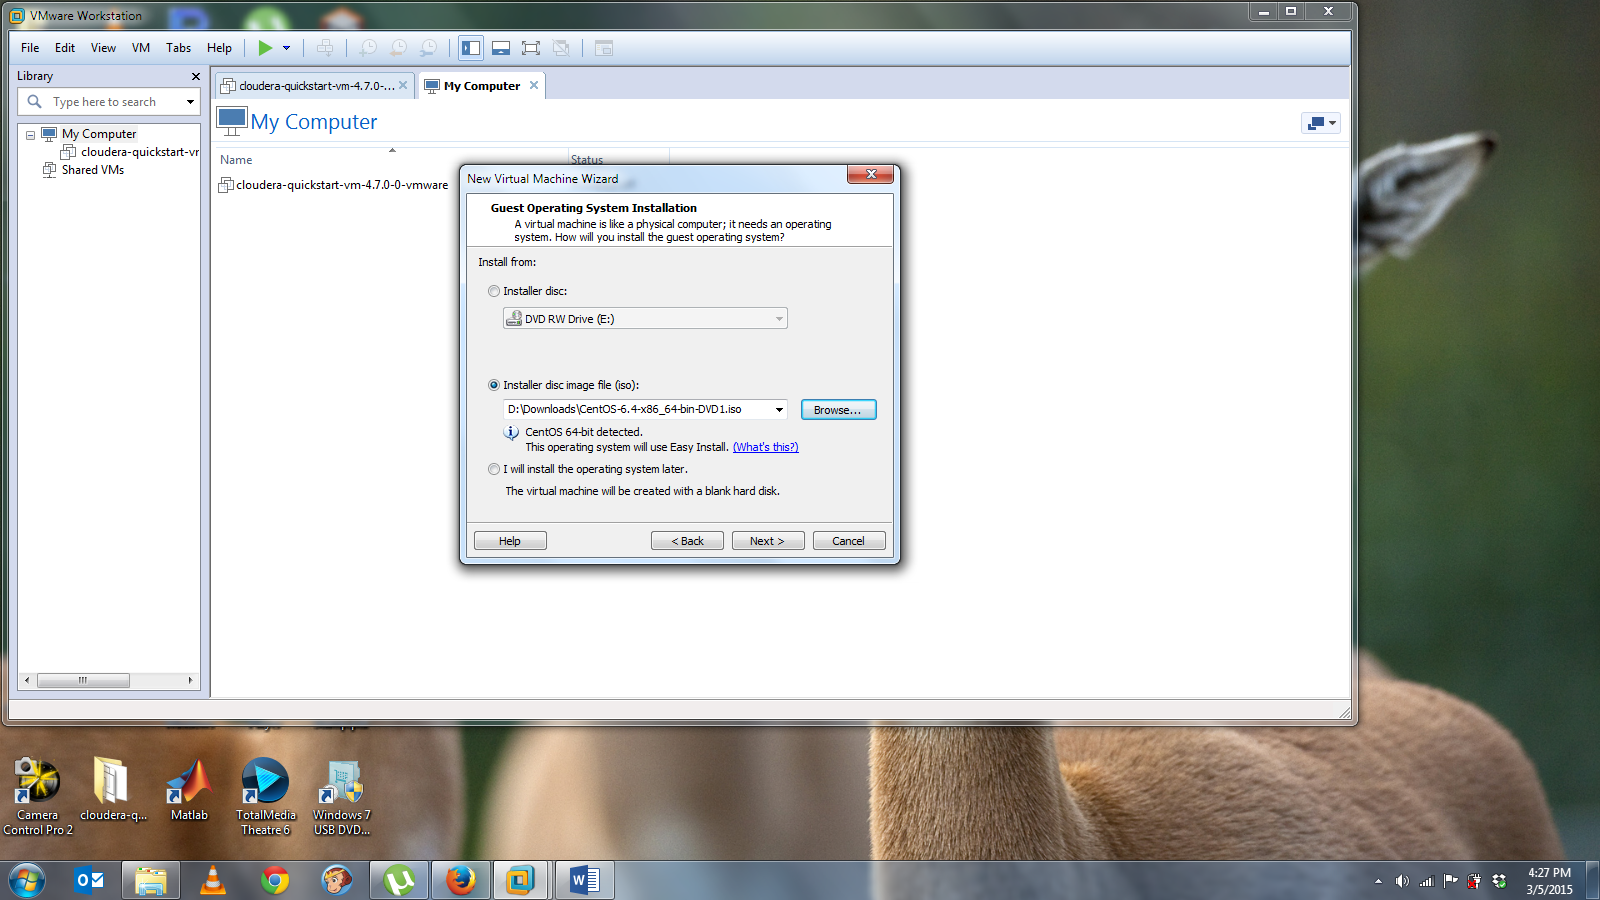 VMware Workstation
File Edit View VM Tabs Help
Library
Type here to search
My Computer
cloudera-quickstart-vr
Shared VMs
cloudera-quickstart-vm-4.7.0-...
My Computer
My Computer
Name
Status
cloudera-quickstart-vm-4.7.0-0-vmware
New Virtual Machine Wizard
Guest Operating System Installation
A virtual machine is like a physical computer; it needs an operating
system. How will you install the guest operating system?
Install from:
Installer disc:
DVD RW Drive (E:)
Installer disc image file (iso):
D:\Downloads\CentOS-6.4-x86_64-bin-DVD1.iso
Browse...
CentOS 64-bit detected.
This operating system will use Easy Install. (What's this?)
I will install the operating system later.
The virtual machine will be created with a blank hard disk.
Help
< Back
Next >
Cancel
Camera
Control Pro 2
cloudera-q...
Matlab
TotalMedia
Theatre 6
Windows 7
USB DVD...
4:27 PM
3/5/2015